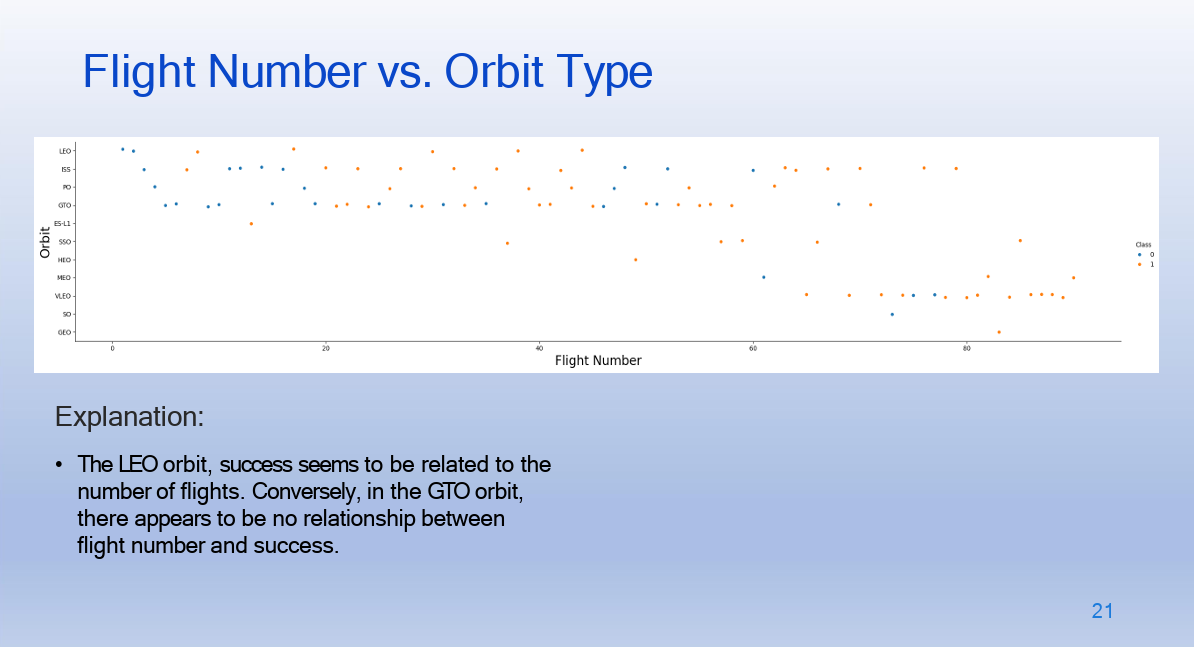 Flight Number vs. Orbit Type
LEO
ISS
PO
GTO
ES-L1
SSO
HEO
MEO
VLEO
SO
GEO
Orbit
0 20 40 60 80
Flight Number
Class
0
1
Explanation:
• The LEO orbit, success seems to be related to the
number of flights. Conversely, in the GTO orbit,
there appears to be no relationship between
flight number and success.
21